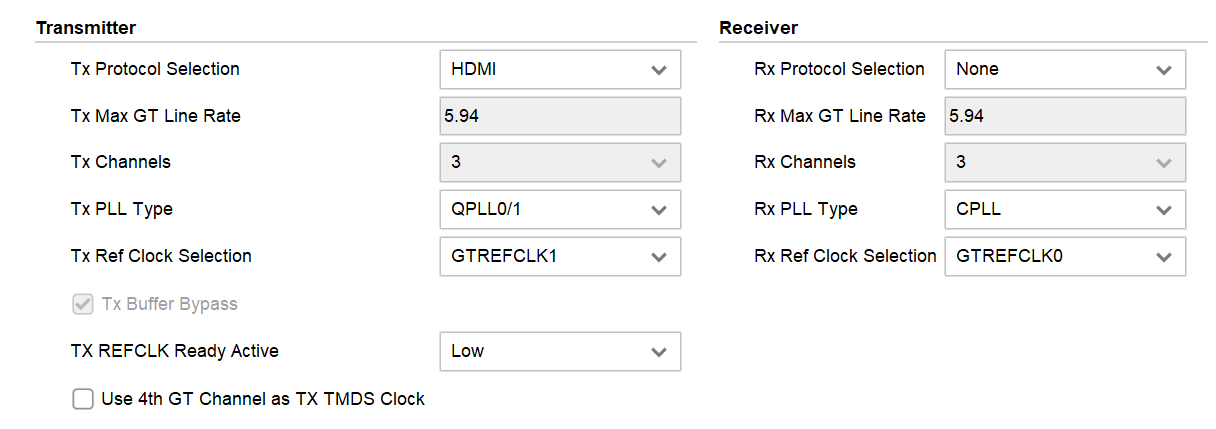 Transmitter
Tx Protocol Selection HDMI
Tx Max GT Line Rate 5.94
Tx Channels 3
Tx PLL Type QPLL0/1
Tx Ref Clock Selection GTREFCLK1
Tx Buffer Bypass
TX REFCLK Ready Active Low
Use 4th GT Channel as TX TMDS Clock
Receiver
Rx Protocol Selection None
Rx Max GT Line Rate 5.94
Rx Channels 3
Rx PLL Type CPLL
Rx Ref Clock Selection GTREFCLK0